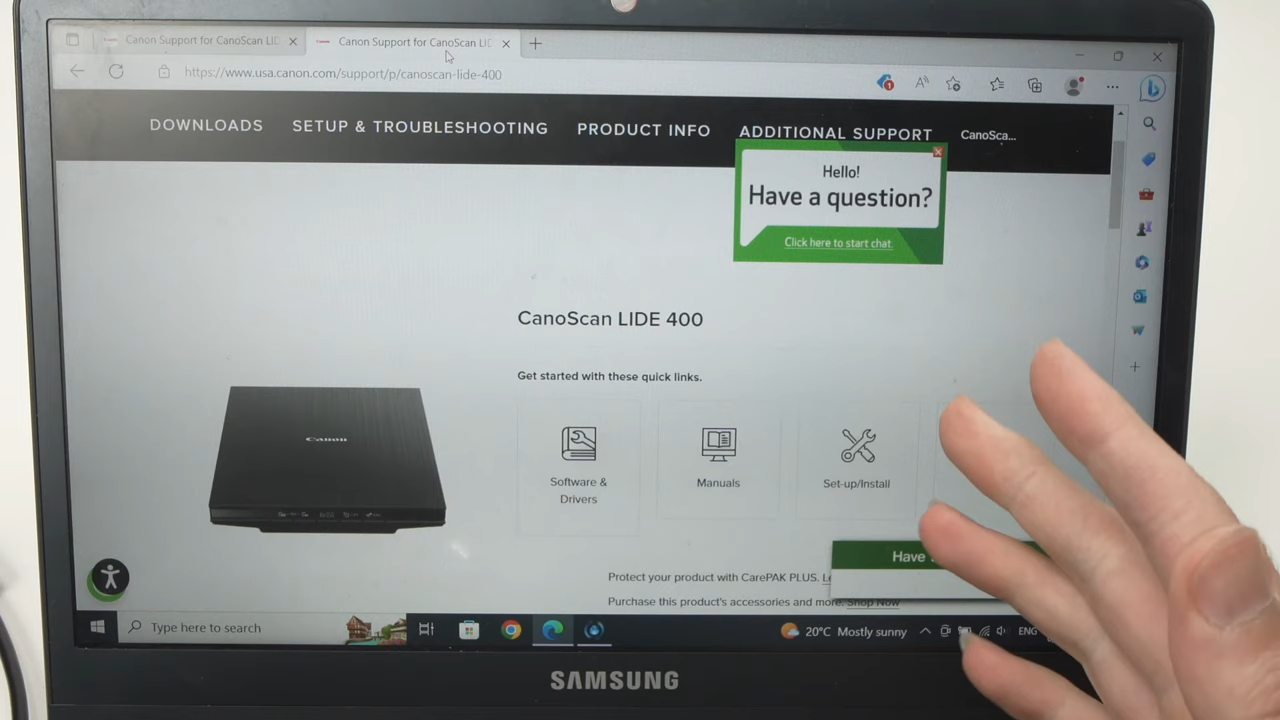 Canon Support for CanoScan LID
Canon Support for CanoScan LID
https://www.usa.canon.com/support/p/canoscan-lide-400
DOWNLOADS
SETUP & TROUBLESHOOTING
PRODUCT INFO
ADDITIONAL SUPPORT
CanoSca...
Hello!
Have a question?
Click here to start chat.
CanoScan LIDE 400
Get started with these quick links.
Canon
Software &
Drivers
Manuals
Set-up/Install
Protect your product with CarePAK PLUS.
Purchase this product's accessories and more. Shop Now
Have
Type here to search
20°C Mostly sunny
ENG
SAMSUNG